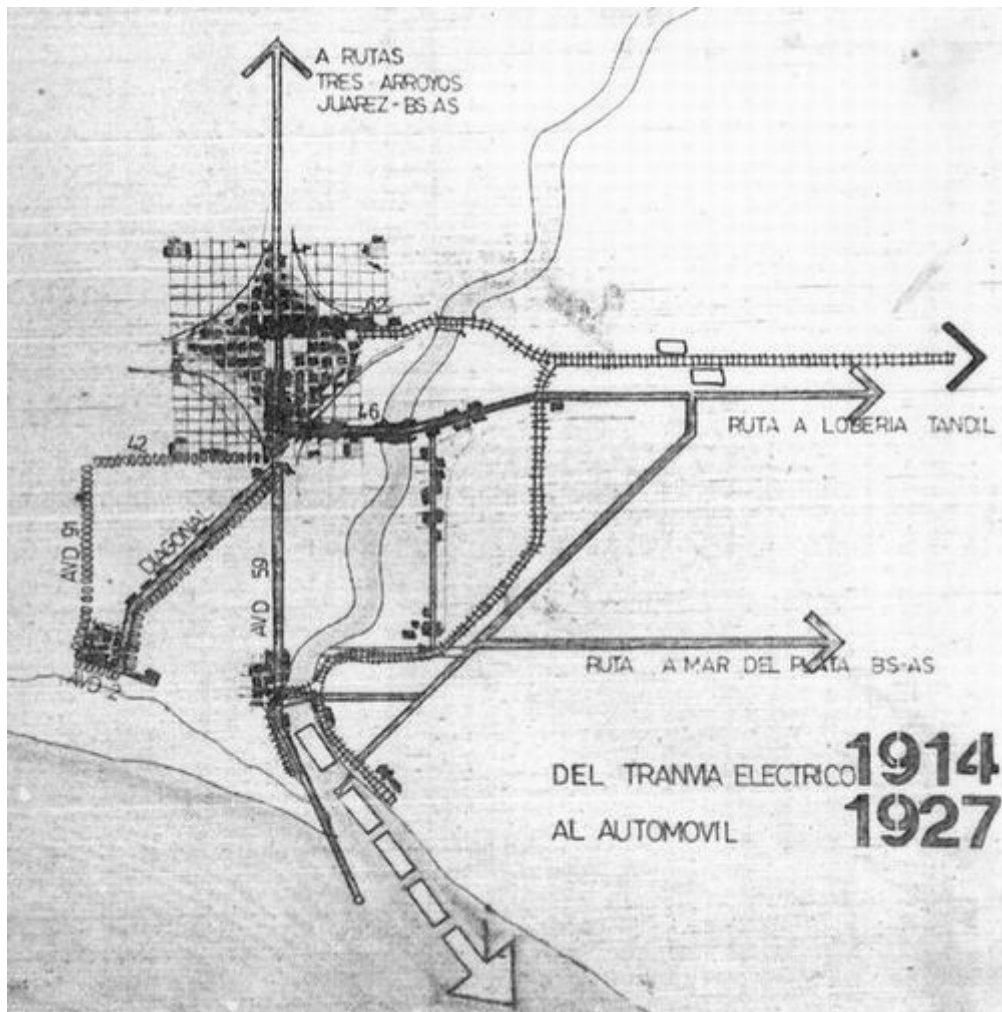 A RUTAS
TRES-ARROYOS
JUAREZ-BS.AS
62
46
RUTA A LOBERIA TANDIL
42
AVD 91
DIAGONAL
AVD 59
RUTA A MAR DEL PLATA BS-AS
DEL TRANVIA ELECTRICO 1914
AL AUTOMOVIL 1927